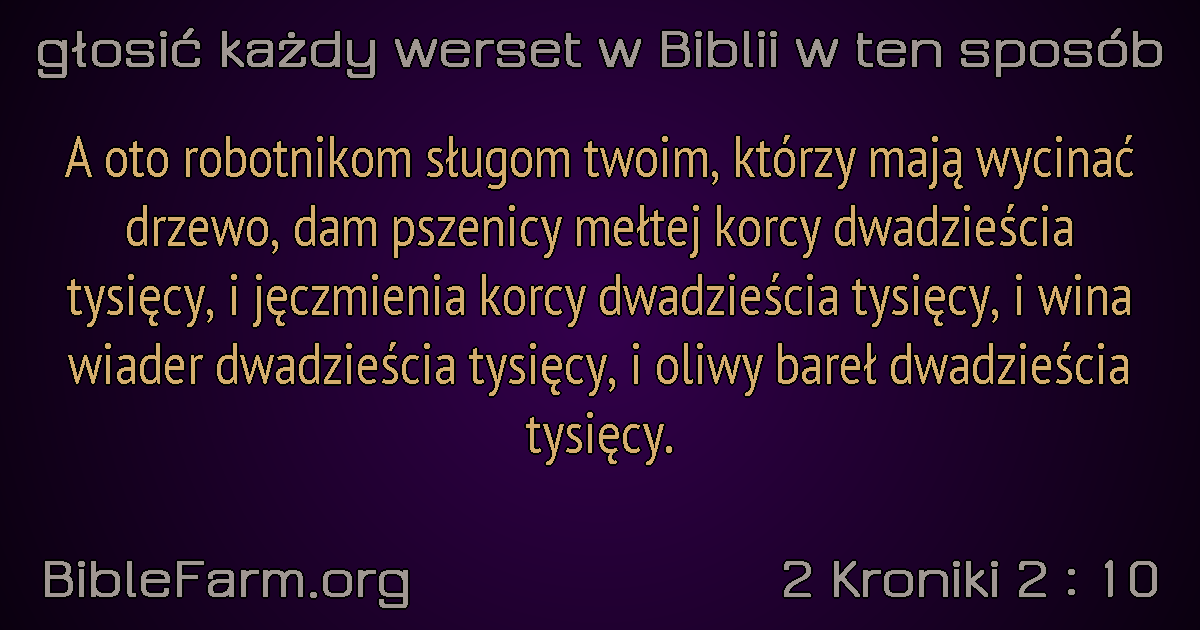 głosić każdy werset w Biblii w ten sposób
A oto robotnikom sługom twoim, którzy mają wycinać
drzewo, dam pszenicy mełtej korcy dwadzieścia
tysięcy, i jęczmienia korcy dwadzieścia tysięcy, i wina
wiader dwadzieścia tysięcy, i oliwy bareł dwadzieścia
tysięcy.
BibleFarm.org
2 Kroniki 2 : 10